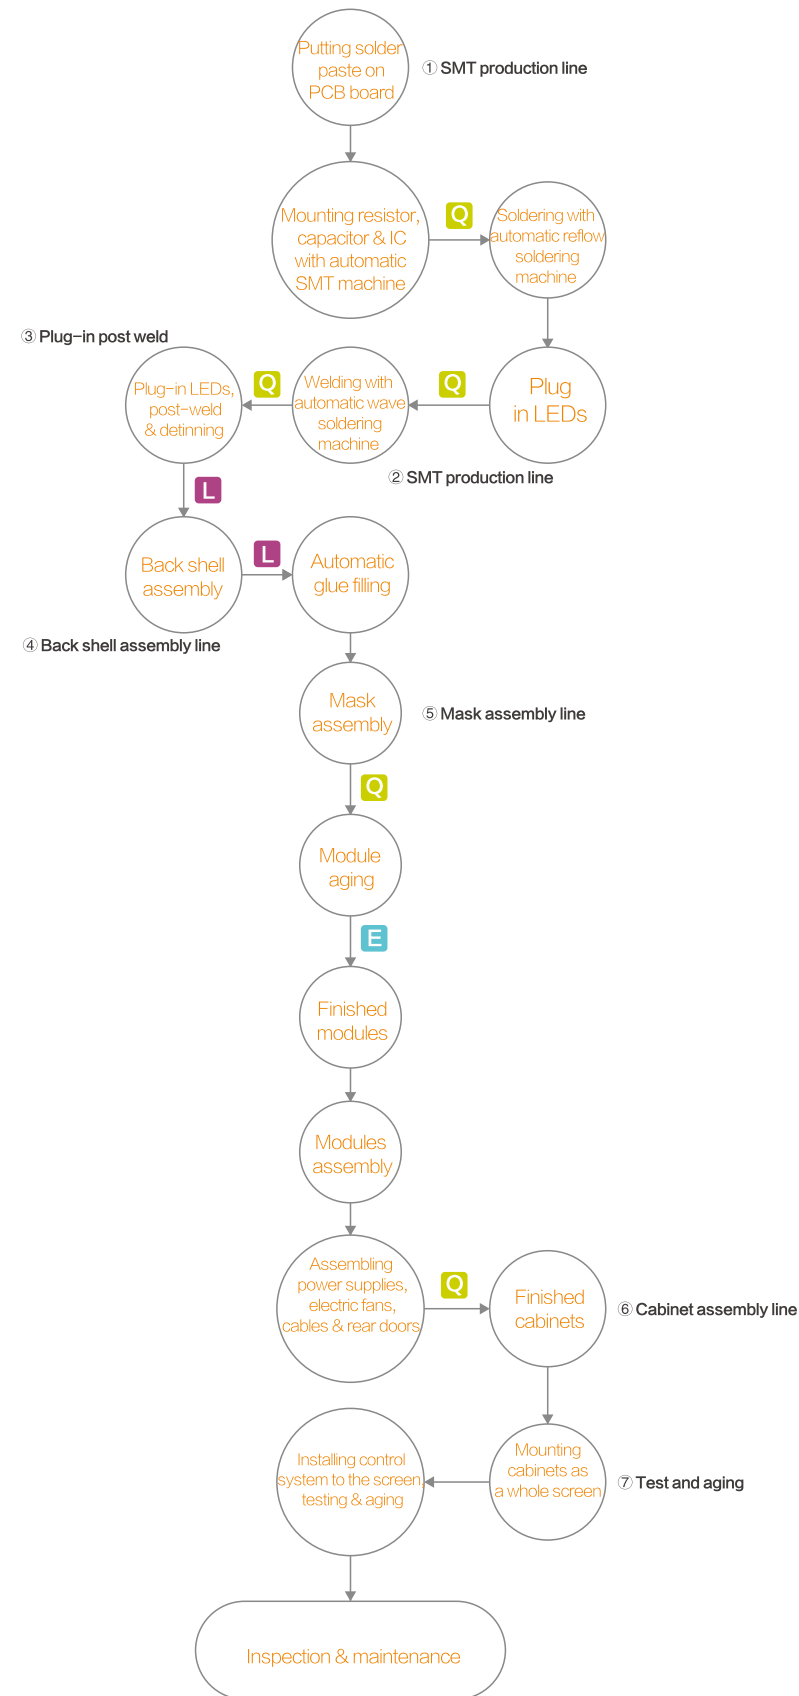 Putting solder
paste on
PCB board
① SMT production line
Mounting resistor,
capacitor & IC
with automatic
SMT machine
Q
Soldering with
automatic reflow
soldering
machine
③ Plug-in post weld
Plug-in LEDs,
post-weld
& detinning
Q
Welding with
automatic wave
soldering
machine
Q
Plug
in LEDs
② SMT production line
L
Back shell
assembly
L
Automatic
glue filling
④ Back shell assembly line
Mask
assembly
⑤ Mask assembly line
Q
Module
aging
E
Finished
modules
Modules
assembly
Assembling
power supplies,
electric fans,
cables & rear doors
Q
Finished
cabinets
⑥ Cabinet assembly line
Installing control
system to the screen,
testing & aging
Mounting
cabinets as
a whole screen
⑦ Test and aging
Inspection & maintenance